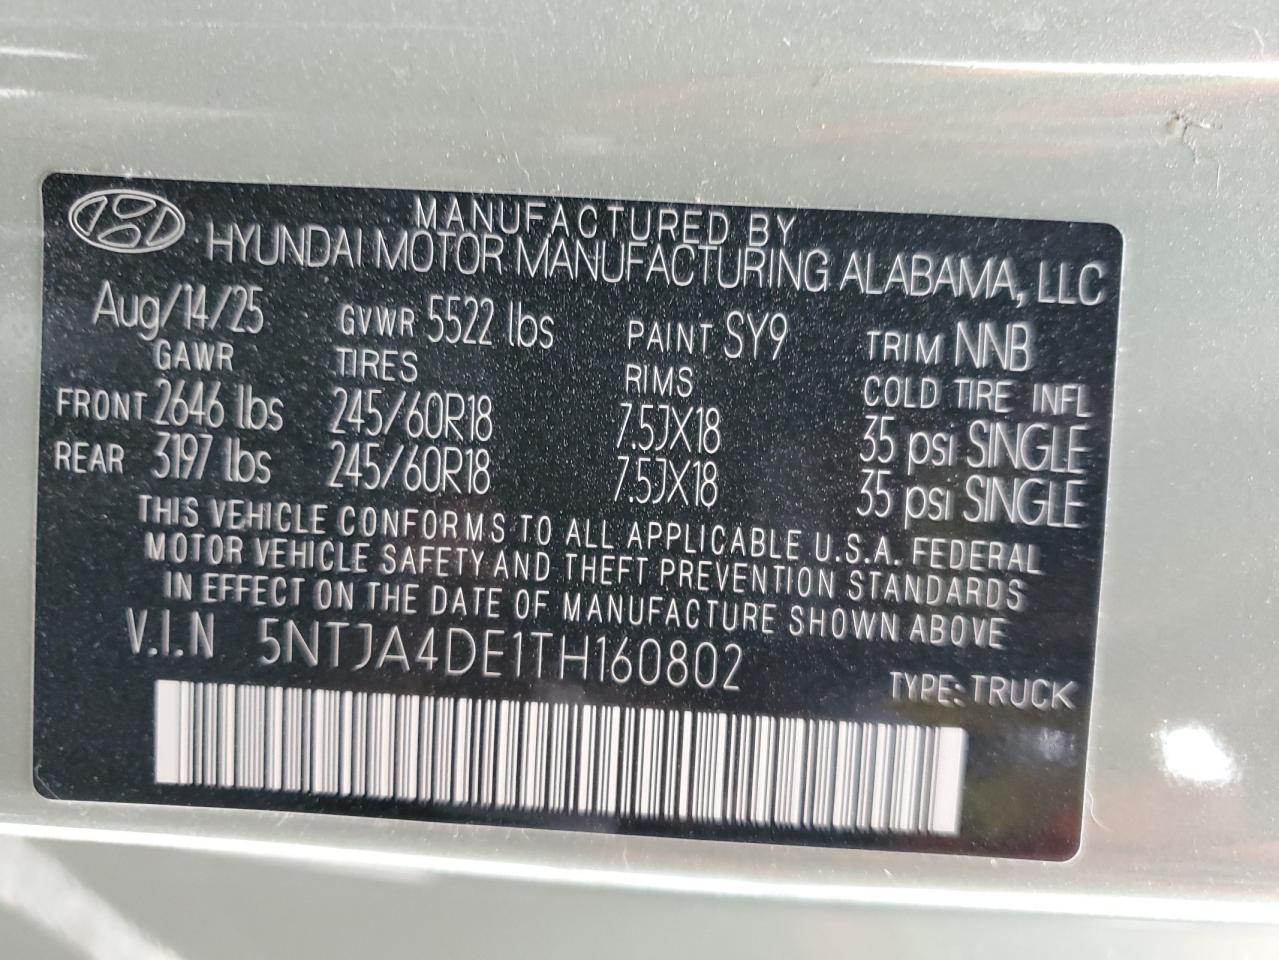 MANUFACTURED BY
HYUNDAI MOTOR MANUFACTURING ALABAMA, LLC
Aug/14/25 GVWR 5522 lbs PAINT SY9 TRIM NNB
GAWR TIRES RIMS COLD TIRE INFL
FRONT 2646 lbs 245/60R18 7.5JX18 35 psi SINGLE
REAR 3197 lbs 245/60R18 7.5JX18 35 psi SINGLE
THIS VEHICLE CONFORMS TO ALL APPLICABLE U.S.A. FEDERAL
MOTOR VEHICLE SAFETY AND THEFT PREVENTION STANDARDS
IN EFFECT ON THE DATE OF MANUFACTURE SHOWN ABOVE
V.I.N 5NTJA4DE1TH160802
TYPE: TRUCK